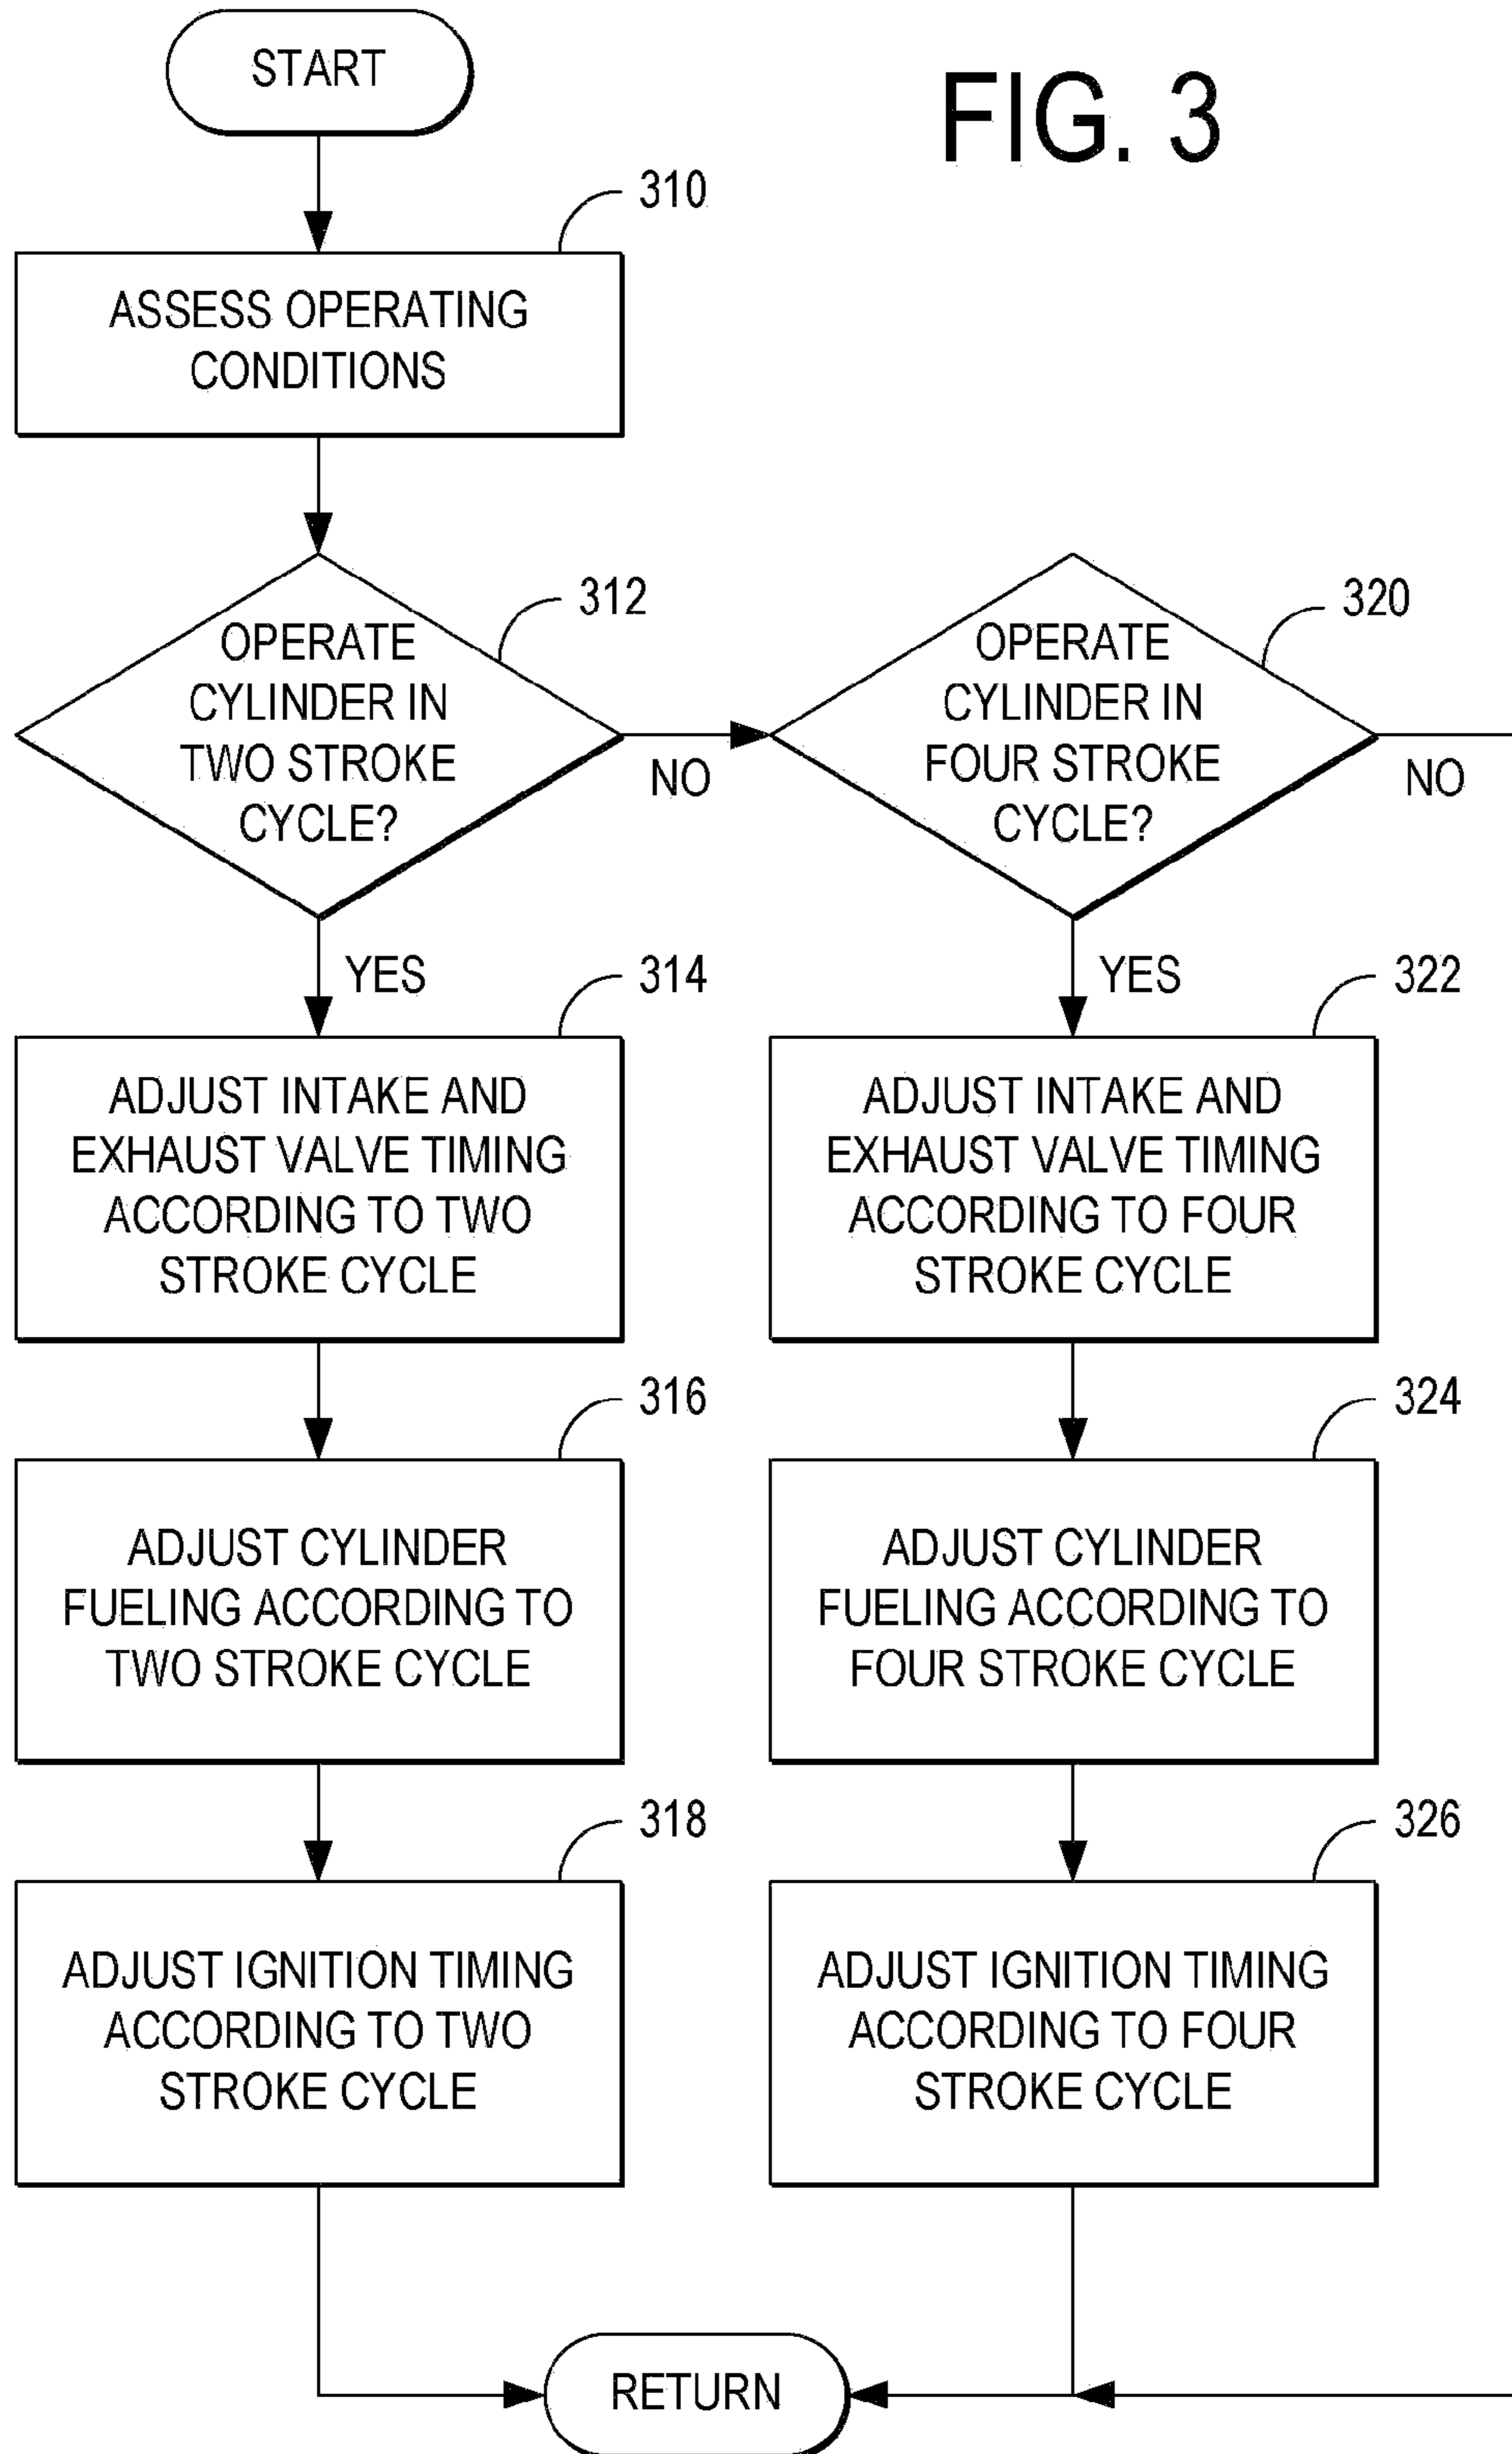 START
FIG. 3
310
ASSESS OPERATING
CONDITIONS
312
OPERATE
CYLINDER IN
TWO STROKE
CYCLE?
NO
320
OPERATE
CYLINDER IN
FOUR STROKE
CYCLE?
NO
YES
314
ADJUST INTAKE AND
EXHAUST VALVE TIMING
ACCORDING TO TWO
STROKE CYCLE
YES
322
ADJUST INTAKE AND
EXHAUST VALVE TIMING
ACCORDING TO FOUR
STROKE CYCLE
316
ADJUST CYLINDER
FUELING ACCORDING TO
TWO STROKE CYCLE
324
ADJUST CYLINDER
FUELING ACCORDING TO
FOUR STROKE CYCLE
318
ADJUST IGNITION TIMING
ACCORDING TO TWO
STROKE CYCLE
326
ADJUST IGNITION TIMING
ACCORDING TO FOUR
STROKE CYCLE
RETURN